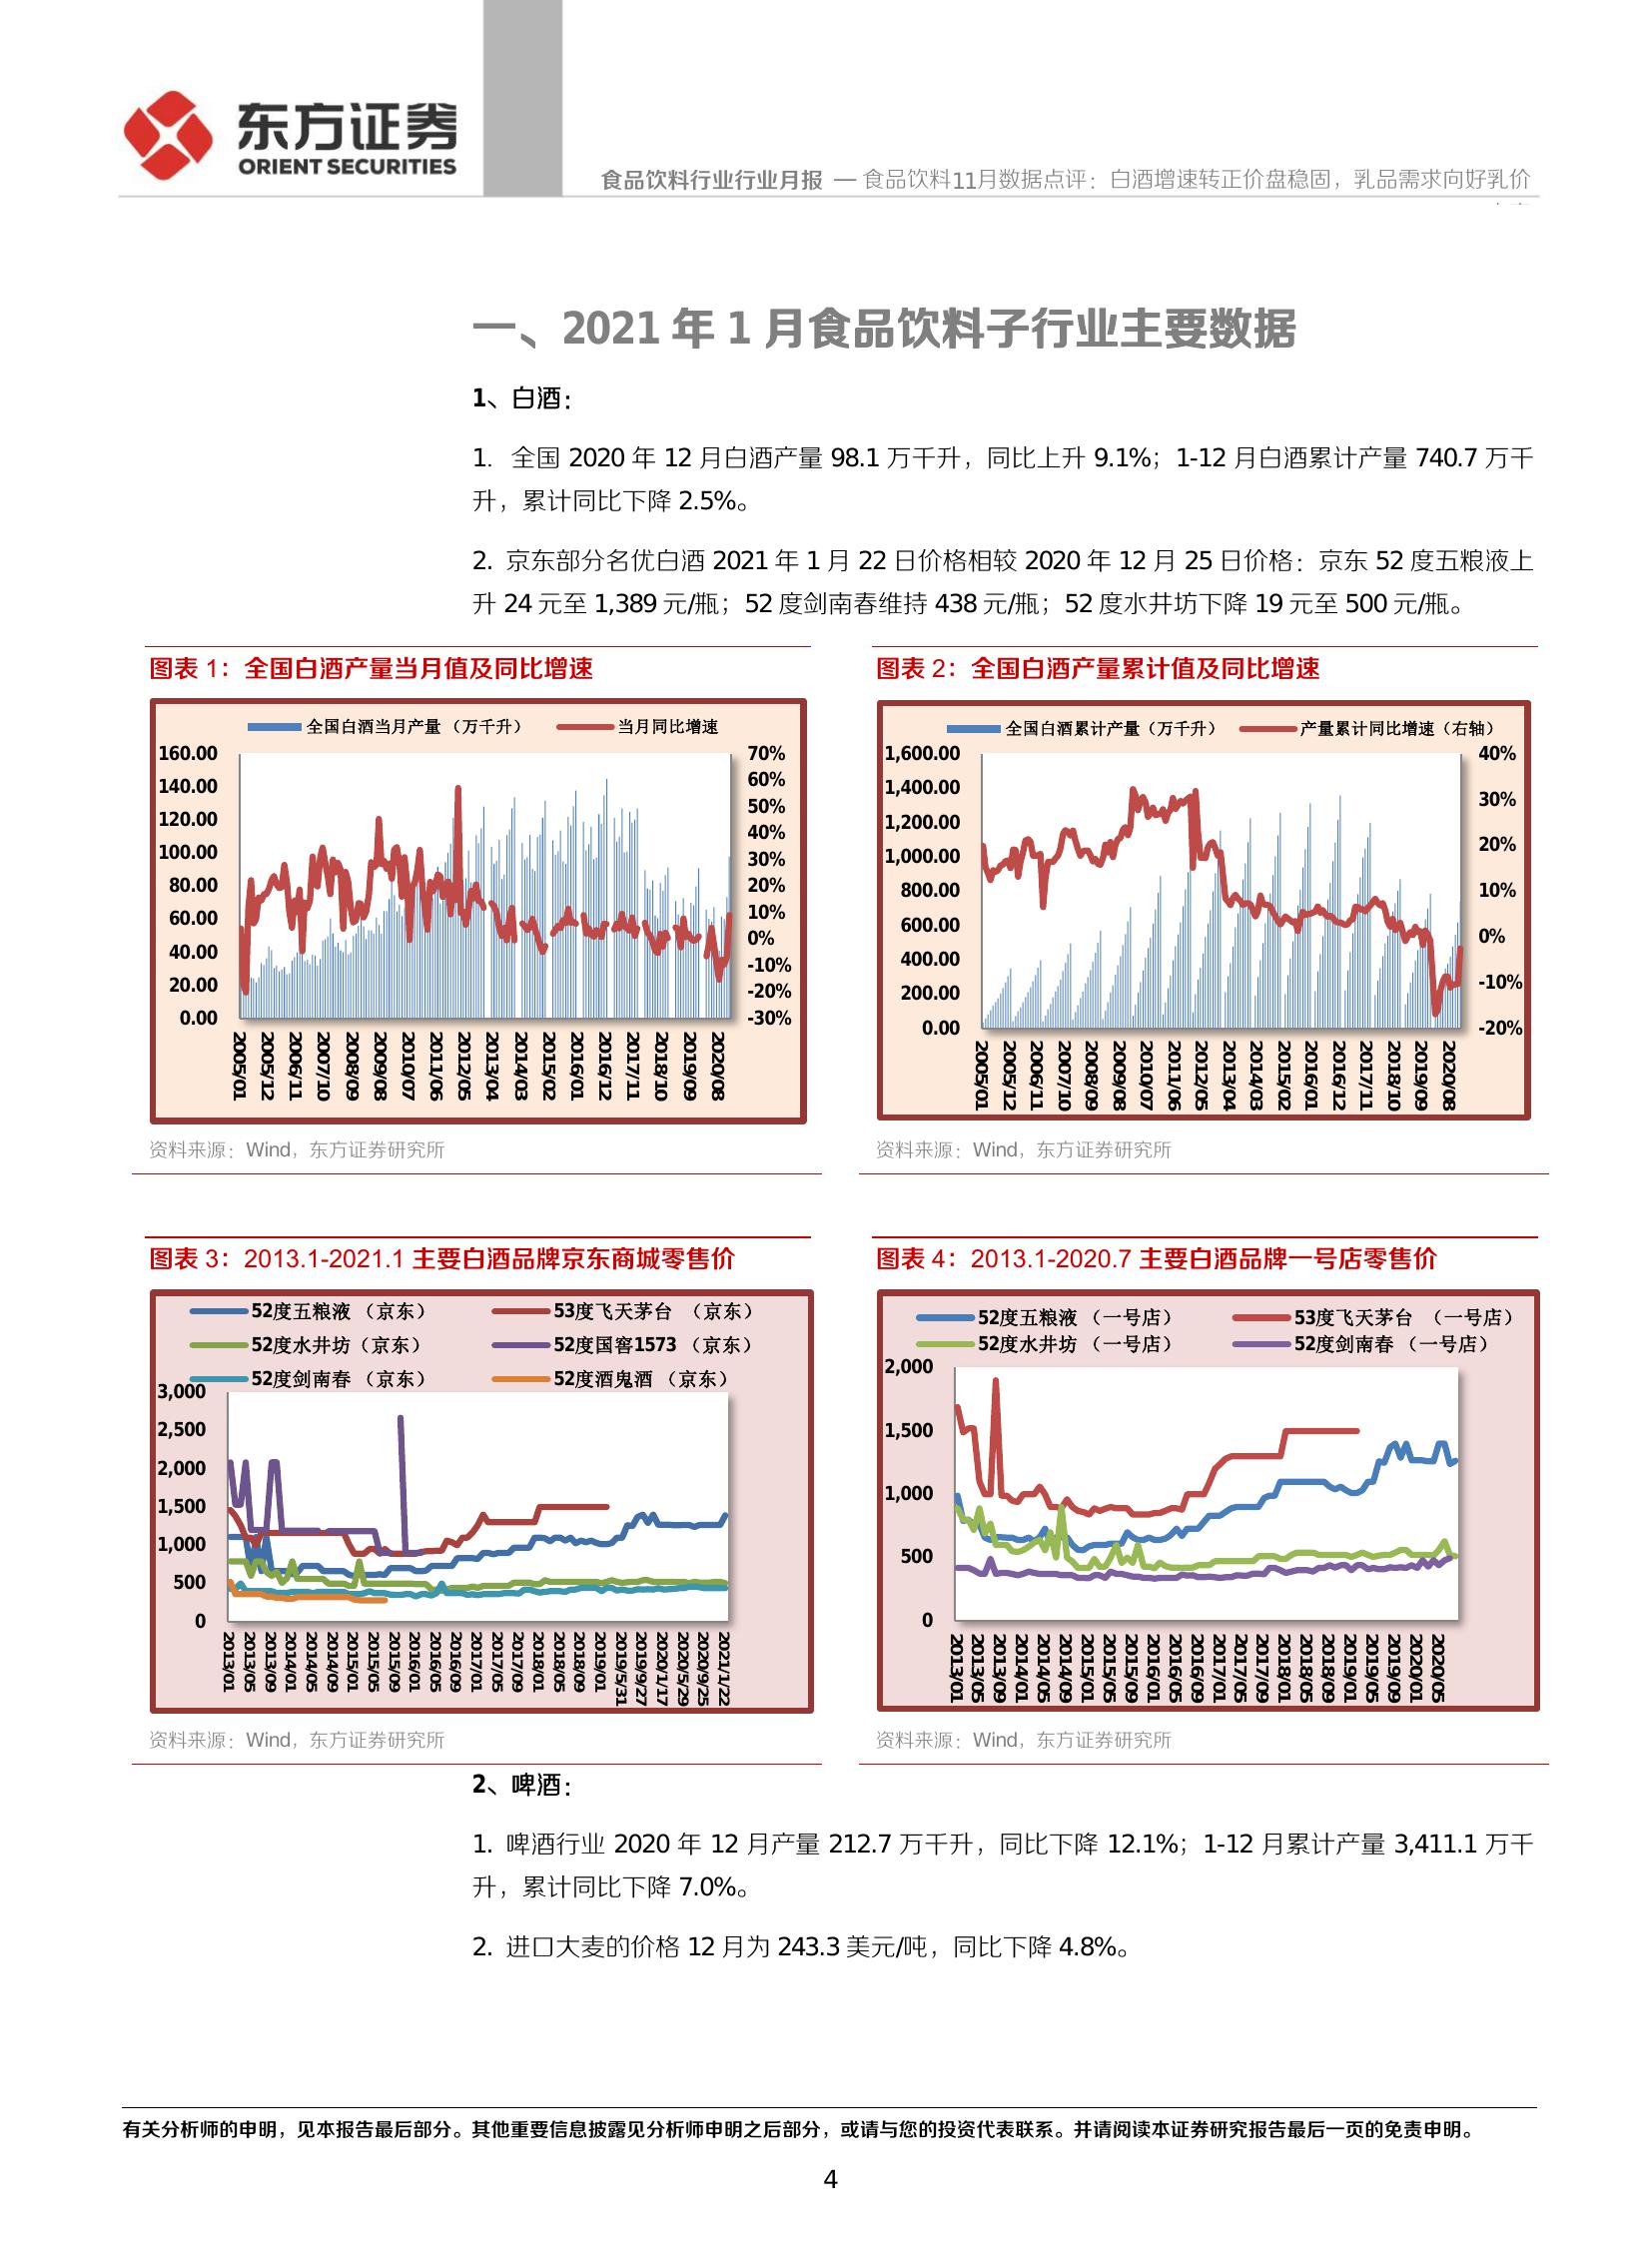 东方证券
ORIENT SECURITIES
食品饮料行业行业月报 — 食品饮料11月数据点评：白酒增速转正价盘稳固，乳品需求向好乳价
一、2021 年 1 月食品饮料子行业主要数据
1、白酒：
1. 全国 2020 年 12 月白酒产量 98.1 万千升，同比上升 9.1%；1-12 月白酒累计产量 740.7 万千
升，累计同比下降 2.5%。
2. 京东部分名优白酒 2021 年 1 月 22 日价格相较 2020 年 12 月 25 日价格：京东 52 度五粮液上
升 24 元至 1,389 元/瓶；52 度剑南春维持 438 元/瓶；52 度水井坊下降 19 元至 500 元/瓶。
图表 1：全国白酒产量当月值及同比增速
全国白酒当月产量（万千升） 当月同比增速
160.00
140.00
120.00
100.00
80.00
60.00
40.00
20.00
0.00
70%
60%
50%
40%
30%
20%
10%
0%
-10%
-20%
-30%
2005/01 2005/12 2006/11 2007/10 2008/09 2009/08 2010/07 2011/06 2012/05 2013/04 2014/03 2015/02 2016/01 2016/12 2017/11 2018/10 2019/09 2020/08
资料来源：Wind，东方证券研究所
图表 2：全国白酒产量累计值及同比增速
全国白酒累计产量（万千升） 产量累计同比增速（右轴）
1,600.00
1,400.00
1,200.00
1,000.00
800.00
600.00
400.00
200.00
0.00
40%
30%
20%
10%
0%
-10%
-20%
2005/01 2005/12 2006/11 2007/10 2008/09 2009/08 2010/07 2011/06 2012/05 2013/04 2014/03 2015/02 2016/01 2016/12 2017/11 2018/10 2019/09 2020/08
资料来源：Wind，东方证券研究所
图表 3：2013.1-2021.1 主要白酒品牌京东商城零售价
52度五粮液（京东） 53度飞天茅台 （京东）
52度水井坊（京东） 52度国窖1573 （京东）
52度剑南春（京东） 52度酒鬼酒（京东）
3,000
2,500
2,000
1,500
1,000
500
0
2013/01 2013/05 2013/09 2014/01 2014/05 2014/09 2015/01 2015/05 2015/09 2016/01 2016/05 2016/09 2017/01 2017/05 2017/09 2018/01 2018/05 2018/09 2019/01 2019/5/31 2019/9/27 2020/1/17 2020/5/29 2020/9/25 2021/1/22
资料来源：Wind，东方证券研究所
图表 4：2013.1-2020.7 主要白酒品牌一号店零售价
52度五粮液（一号店） 53度飞天茅台 （一号店）
52度水井坊（一号店） 52度剑南春（一号店）
2,000
1,500
1,000
500
0
2013/01 2013/05 2013/09 2014/01 2014/05 2014/09 2015/01 2015/05 2015/09 2016/01 2016/05 2016/09 2017/01 2017/05 2017/09 2018/01 2018/05 2018/09 2019/01 2019/05 2019/09 2020/01 2020/05
资料来源：Wind，东方证券研究所
2、啤酒：
1. 啤酒行业 2020 年 12 月产量 212.7 万千升，同比下降 12.1%；1-12 月累计产量 3,411.1 万千
升，累计同比下降 7.0%。
2. 进口大麦的价格 12 月为 243.3 美元/吨，同比下降 4.8%。
有关分析师的申明，见本报告最后部分。其他重要信息披露见分析师申明之后部分，或请与您的投资代表联系。并请阅读本证券研究报告最后一页的免责申明。
4